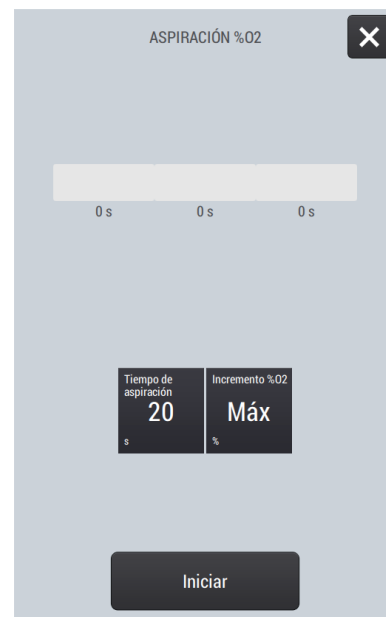 ASPIRACIÓN %O2
0 s 0 s 0 s
Tiempo de
aspiración
20
s
Incremento %O2
Máx
%
Iniciar